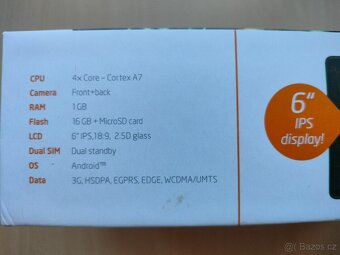 CPU 4x Core – Cortex A7
Camera Front+back
RAM 1 GB
Flash 16 GB + MicroSD card
LCD 6" IPS, 18:9, 2.5D glass
Dual SIM Dual standby
OS Android™
Data 3G, HSDPA, EGPRS, EDGE, WCDMA/UMTS
6"
IPS
display!
© Bazos.cz